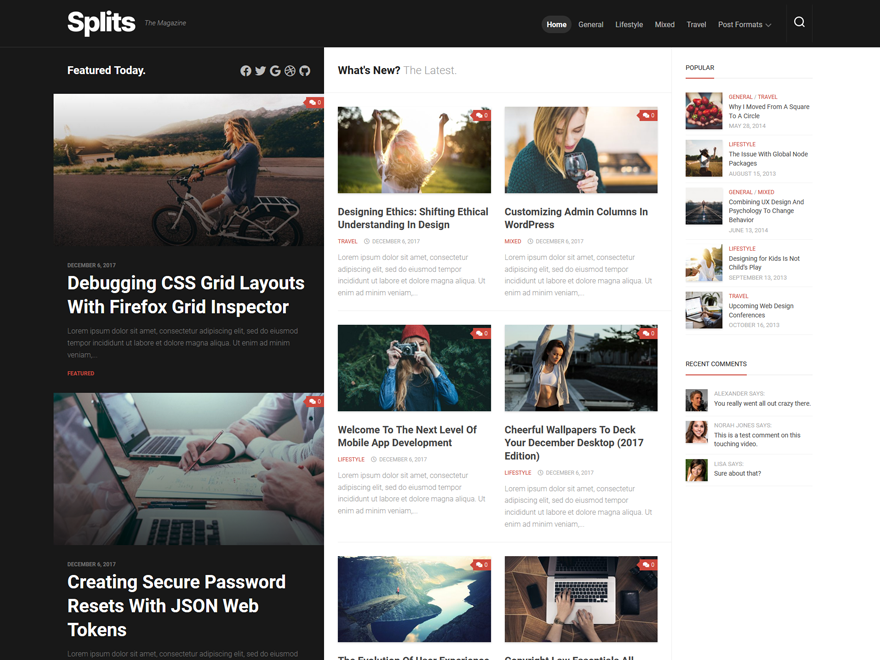 Splits
The Magazine
Home
General
Lifestyle
Mixed
Travel
Post Formats
Featured Today.
0
DECEMBER 6, 2017
Debugging CSS Grid Layouts
With Firefox Grid Inspector
Lorem ipsum dolor sit amet, consectetur adipiscing elit, sed do eiusmod
tempor incididunt ut labore et dolore magna aliqua. Ut enim ad minim
veniam,...
FEATURED
0
DECEMBER 6, 2017
Creating Secure Password
Resets With JSON Web
Tokens
Lorem ipsum dolor sit amet, consectetur adipiscing elit, sed do eiusmod
What's New? The Latest.
0
Designing Ethics: Shifting Ethical
Understanding In Design
TRAVEL DECEMBER 6, 2017
Lorem ipsum dolor sit amet, consectetur
adipiscing elit, sed do eiusmod tempor
incididunt ut labore et dolore magna aliqua. Ut
enim ad minim veniam,...
0
Customizing Admin Columns In
WordPress
MIXED DECEMBER 6, 2017
Lorem ipsum dolor sit amet, consectetur
adipiscing elit, sed do eiusmod tempor
incididunt ut labore et dolore magna aliqua. Ut
enim ad minim veniam,...
0
Welcome To The Next Level Of
Mobile App Development
LIFESTYLE DECEMBER 6, 2017
Lorem ipsum dolor sit amet, consectetur
adipiscing elit, sed do eiusmod tempor
incididunt ut labore et dolore magna aliqua. Ut
enim ad minim veniam,...
0
Cheerful Wallpapers To Deck
Your December Desktop (2017
Edition)
LIFESTYLE DECEMBER 6, 2017
Lorem ipsum dolor sit amet, consectetur
adipiscing elit, sed do eiusmod tempor
incididunt ut labore et dolore magna aliqua. Ut
enim ad minim veniam,...
0
The Evolution Of User Experience
0
Copyright Law Essentials All
POPULAR
GENERAL / TRAVEL
Why I Moved From A Square
To A Circle
MAY 28, 2014
LIFESTYLE
The Issue With Global Node
Packages
AUGUST 15, 2013
GENERAL / MIXED
Combining UX Design And
Psychology To Change
Behavior
JUNE 13, 2014
LIFESTYLE
Designing for Kids Is Not
Child's Play
SEPTEMBER 13, 2013
TRAVEL
Upcoming Web Design
Conferences
OCTOBER 16, 2013
RECENT COMMENTS
ALEXANDER SAYS:
You really went all out crazy there.
NORAH JONES SAYS:
This is a test comment on this
touching video.
LISA SAYS:
Sure about that?